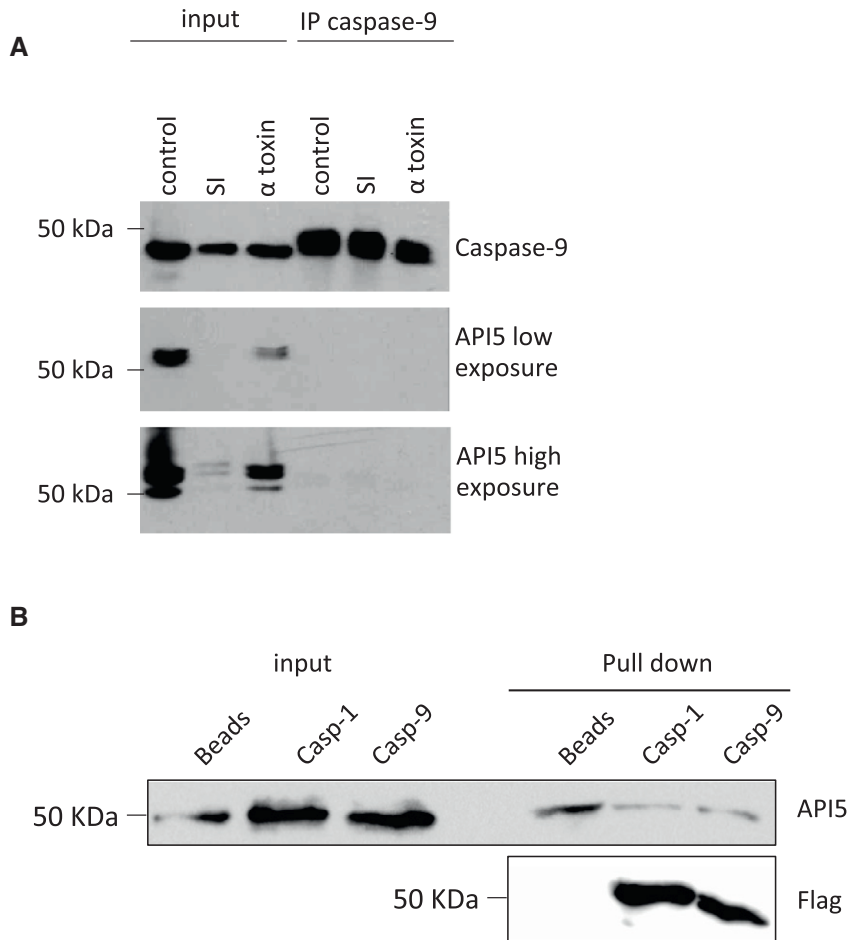 A
input IP caspase-9
control SI α toxin control SI α toxin
50 kDa Caspase-9
API5 low
exposure
50 kDa
API5 high
exposure
50 kDa
B
input Pull down
Beads Casp-1 Casp-9 Beads Casp-1 Casp-9
50 KDa API5
50 KDa Flag